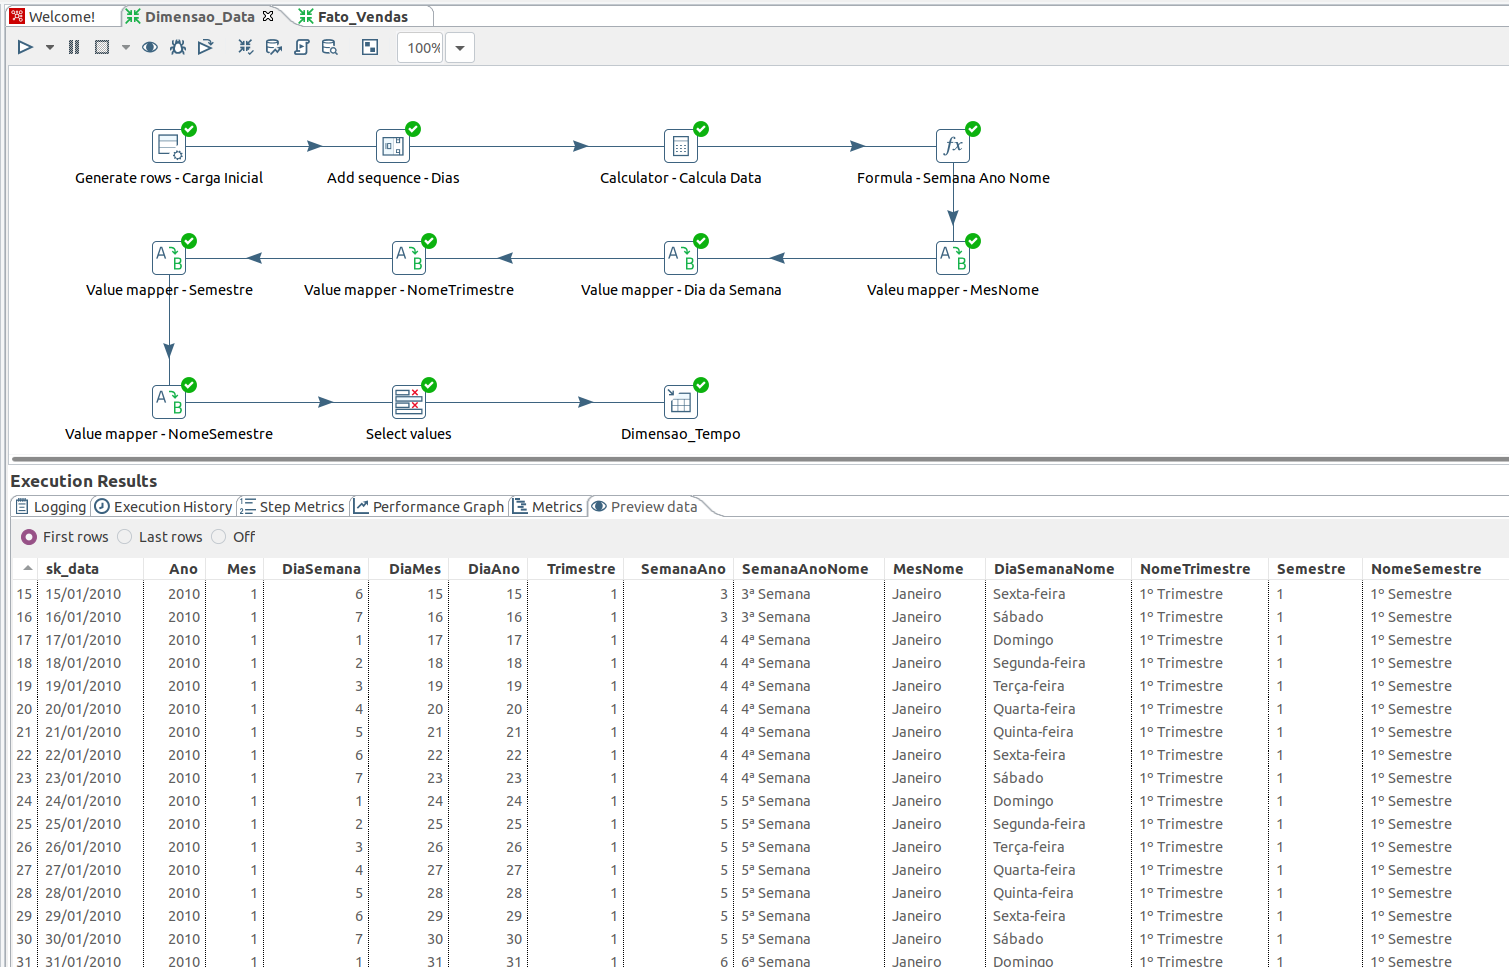 Welcome! Dimensao_Data Fato_Vendas
100%
Generate rows - Carga Inicial Add sequence - Dias Calculator - Calcula Data Formula - Semana Ano Nome
Value mapper - Semestre Value mapper - NomeTrimestre Value mapper - Dia da Semana Valeu mapper - MesNome
Value mapper - NomeSemestre Select values Dimensao_Tempo
Execution Results
Logging Execution History Step Metrics Performance Graph Metrics Preview data
First rows Last rows Off
sk_data Ano Mes DiaSemana DiaMes DiaAno Trimestre SemanaAno SemanaAnoNome MesNome DiaSemanaNome NomeTrimestre Semestre NomeSemestre
15 15/01/2010 2010 1 6 15 15 1 3 3ª Semana Janeiro Sexta-feira 1º Trimestre 1 1º Semestre
16 16/01/2010 2010 1 7 16 16 1 3 3ª Semana Janeiro Sábado 1º Trimestre 1 1º Semestre
17 17/01/2010 2010 1 1 17 17 1 4 4ª Semana Janeiro Domingo 1º Trimestre 1 1º Semestre
18 18/01/2010 2010 1 2 18 18 1 4 4ª Semana Janeiro Segunda-feira 1º Trimestre 1 1º Semestre
19 19/01/2010 2010 1 3 19 19 1 4 4ª Semana Janeiro Terça-feira 1º Trimestre 1 1º Semestre
20 20/01/2010 2010 1 4 20 20 1 4 4ª Semana Janeiro Quarta-feira 1º Trimestre 1 1º Semestre
21 21/01/2010 2010 1 5 21 21 1 4 4ª Semana Janeiro Quinta-feira 1º Trimestre 1 1º Semestre
22 22/01/2010 2010 1 6 22 22 1 4 4ª Semana Janeiro Sexta-feira 1º Trimestre 1 1º Semestre
23 23/01/2010 2010 1 7 23 23 1 4 4ª Semana Janeiro Sábado 1º Trimestre 1 1º Semestre
24 24/01/2010 2010 1 1 24 24 1 5 5ª Semana Janeiro Domingo 1º Trimestre 1 1º Semestre
25 25/01/2010 2010 1 2 25 25 1 5 5ª Semana Janeiro Segunda-feira 1º Trimestre 1 1º Semestre
26 26/01/2010 2010 1 3 26 26 1 5 5ª Semana Janeiro Terça-feira 1º Trimestre 1 1º Semestre
27 27/01/2010 2010 1 4 27 27 1 5 5ª Semana Janeiro Quarta-feira 1º Trimestre 1 1º Semestre
28 28/01/2010 2010 1 5 28 28 1 5 5ª Semana Janeiro Quinta-feira 1º Trimestre 1 1º Semestre
29 29/01/2010 2010 1 6 29 29 1 5 5ª Semana Janeiro Sexta-feira 1º Trimestre 1 1º Semestre
30 30/01/2010 2010 1 7 30 30 1 5 5ª Semana Janeiro Sábado 1º Trimestre 1 1º Semestre
31 31/01/2010 2010 1 1 31 31 1 6 6ª Semana Janeiro Domingo 1º Trimestre 1 1º Semestre